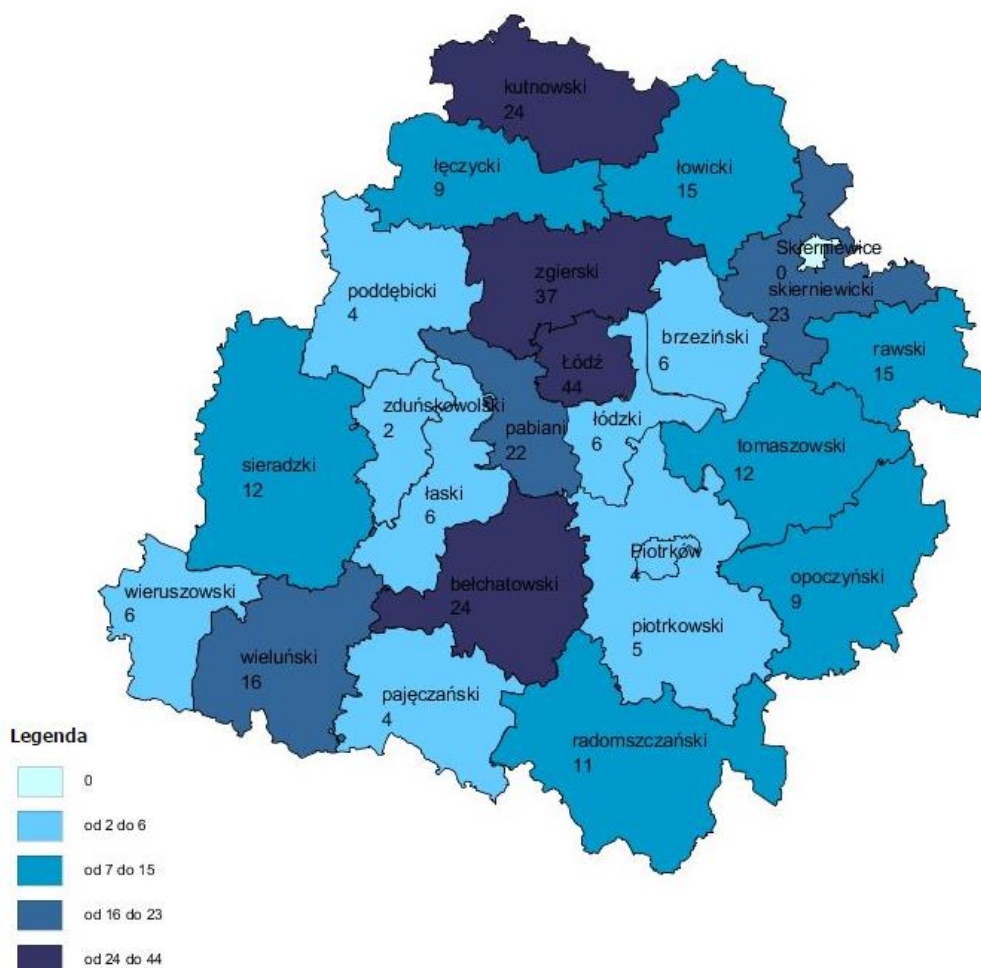 kutnowski
24
łęczycki
9
łowicki
15
Skierniewice
0
skierniewicki
23
zgierski
37
poddębicki
4
brzeziński
6
rawski
15
Łódź
44
zduńskowolski
2
pabiani
22
łódzki
6
tomaszowski
12
sieradzki
12
łaski
6
Piotrków
4
opoczyński
9
wieruszowski
6
bełchatowski
24
piotrkowski
5
wieluński
16
pajęczański
4
radomszczański
11
Legenda
0
od 2 do 6
od 7 do 15
od 16 do 23
od 24 do 44